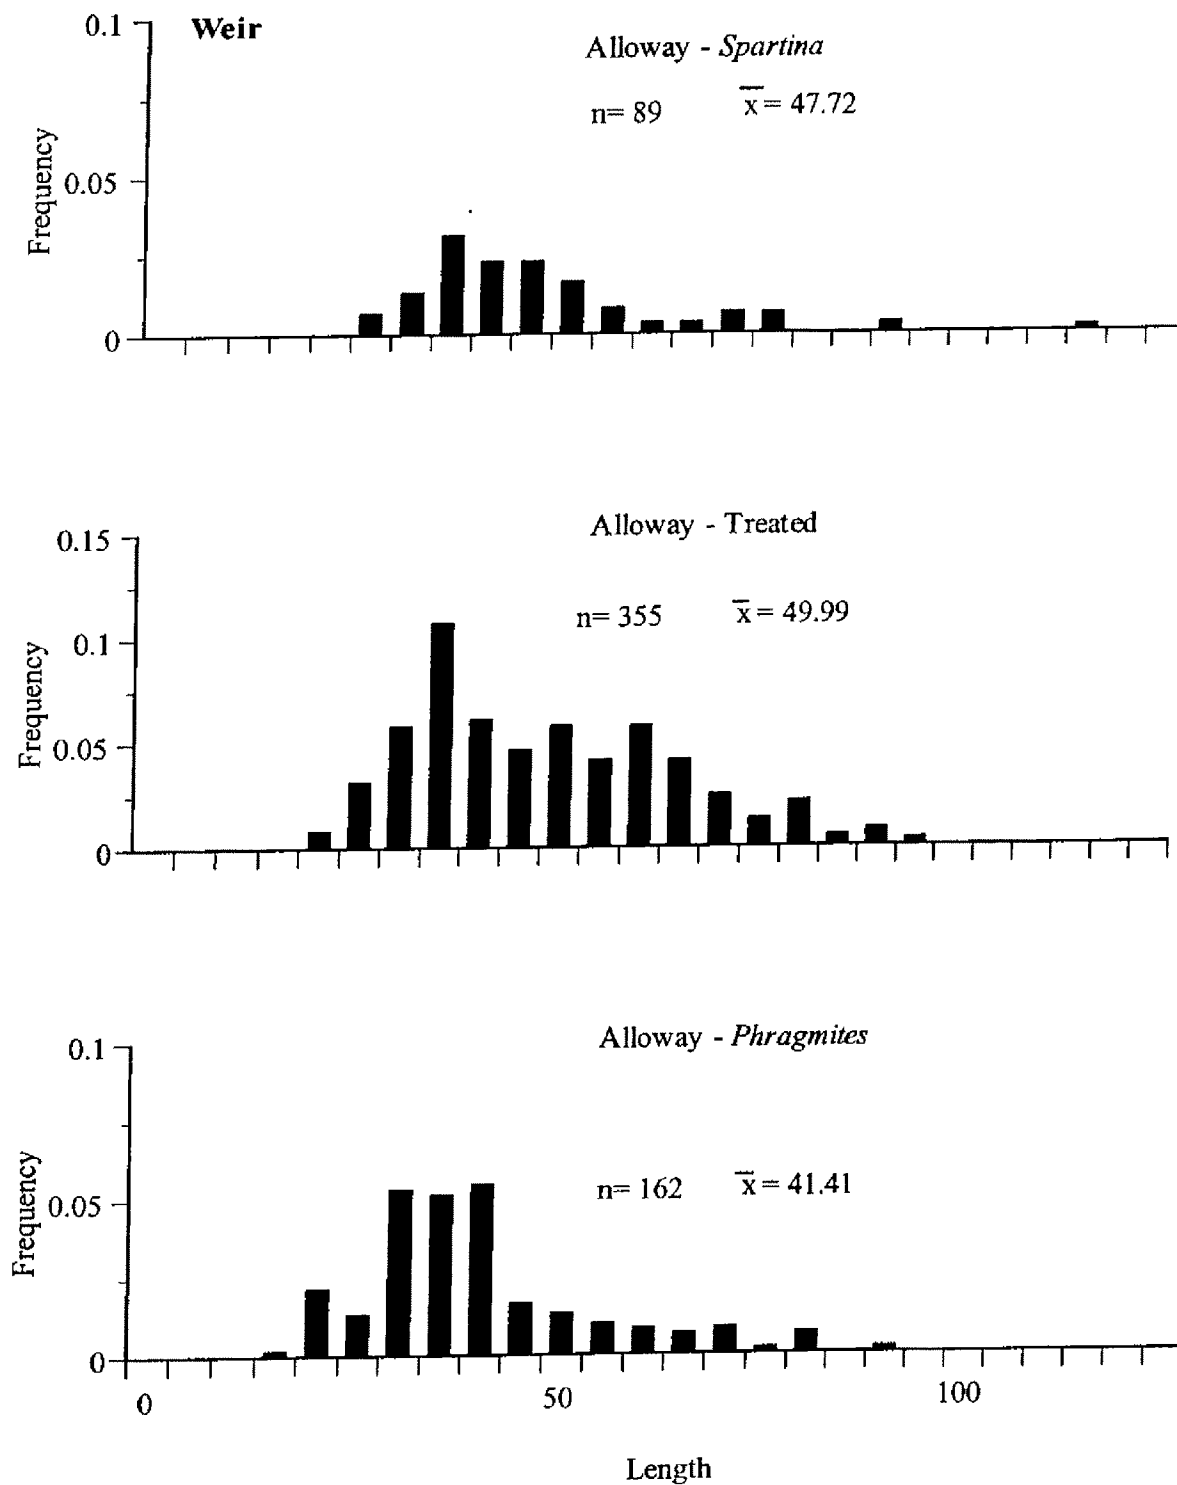 Weir
Alloway - Spartina
n= 89 x̄ = 47.72
0.1
0.05
0
Frequency
Alloway - Treated
n= 355 x̄ = 49.99
0.15
0.1
0.05
0
Frequency
Alloway - Phragmites
n= 162 x̄ = 41.41
0.1
0.05
0
Frequency
0 50 100
Length